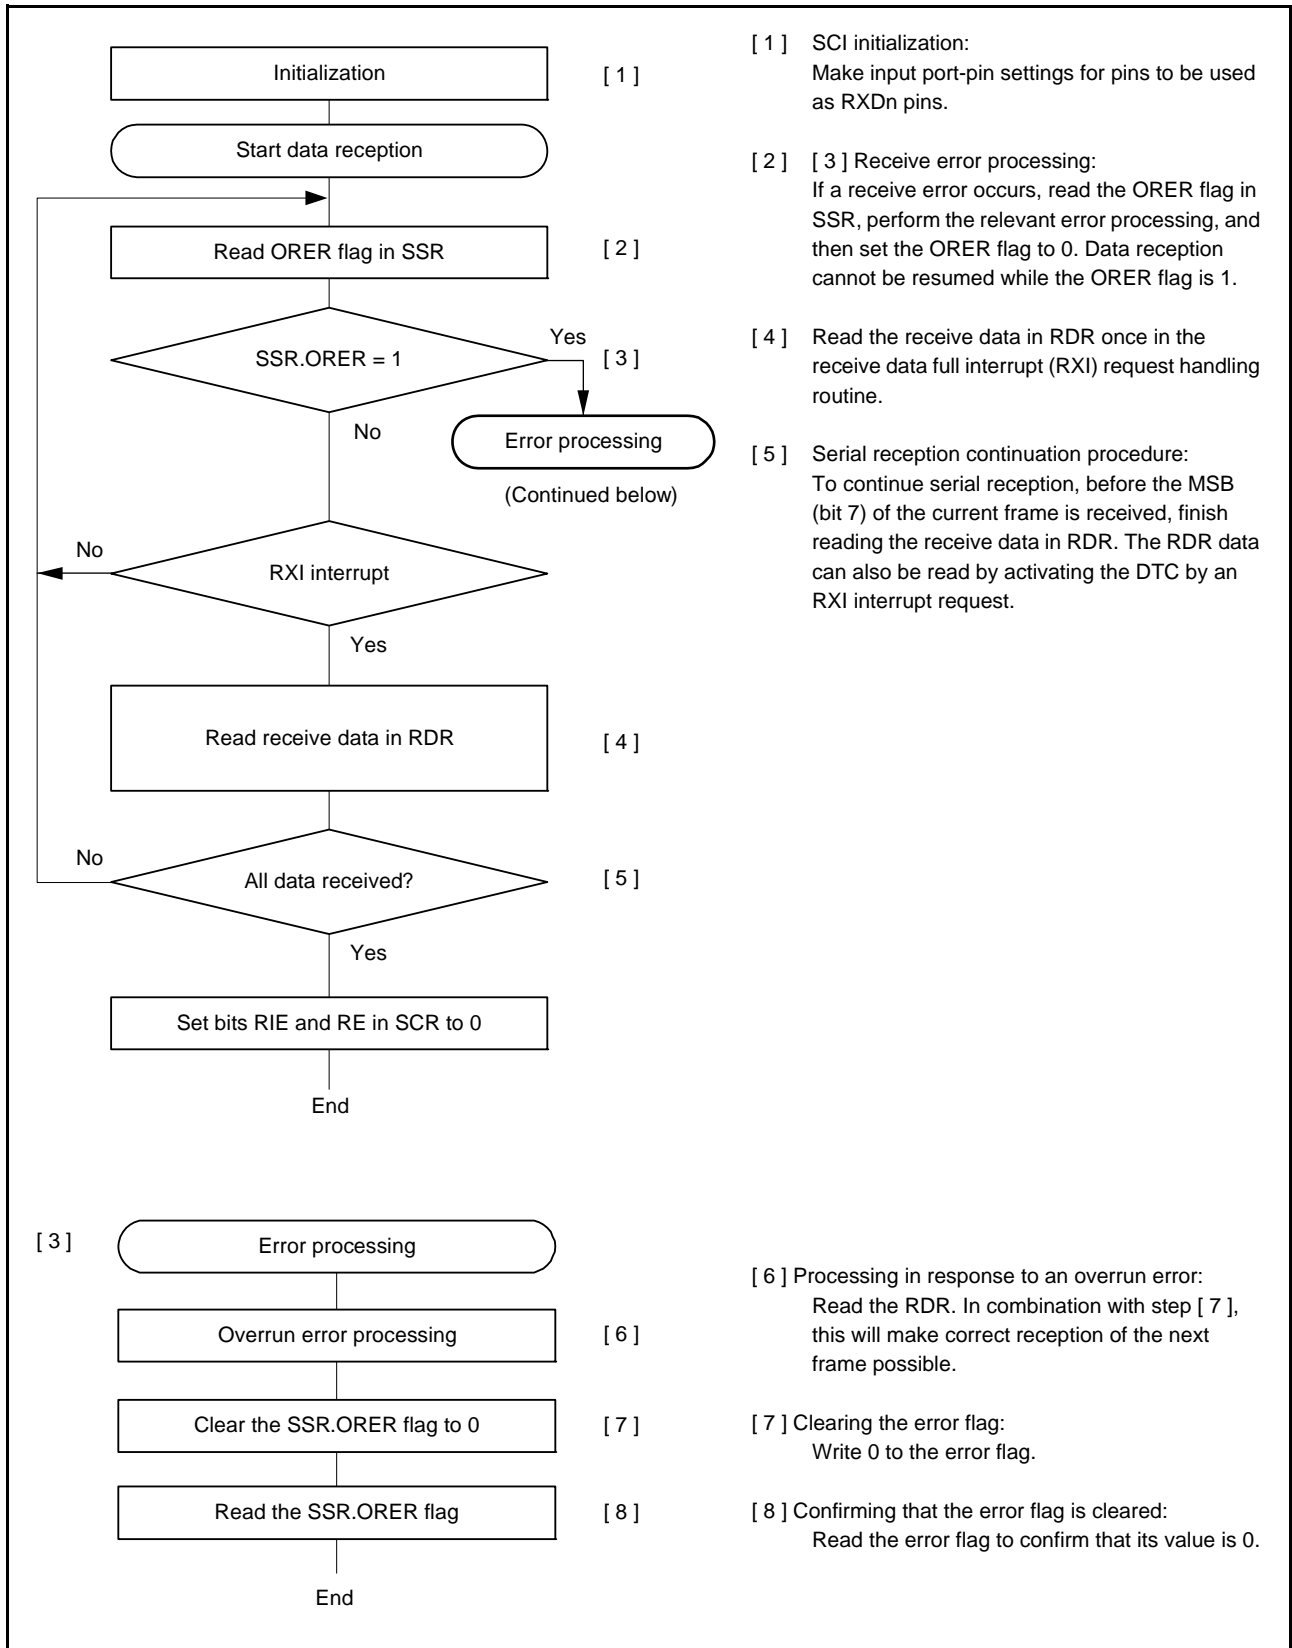 Initialization
[ 1 ]
Start data reception
Read ORER flag in SSR
[ 2 ]
SSR.ORER = 1
Yes
[ 3 ]
No
Error processing
(Continued below)
No
RXI interrupt
Yes
Read receive data in RDR
[ 4 ]
No
All data received?
[ 5 ]
Yes
Set bits RIE and RE in SCR to 0
End
[ 1 ] SCI initialization:
Make input port-pin settings for pins to be used
as RXDn pins.
[ 2 ] [ 3 ] Receive error processing:
If a receive error occurs, read the ORER flag in
SSR, perform the relevant error processing, and
then set the ORER flag to 0. Data reception
cannot be resumed while the ORER flag is 1.
[ 4 ] Read the receive data in RDR once in the
receive data full interrupt (RXI) request handling
routine.
[ 5 ] Serial reception continuation procedure:
To continue serial reception, before the MSB
(bit 7) of the current frame is received, finish
reading the receive data in RDR. The RDR data
can also be read by activating the DTC by an
RXI interrupt request.
[ 3 ]
Error processing
Overrun error processing
[ 6 ]
Clear the SSR.ORER flag to 0
[ 7 ]
Read the SSR.ORER flag
[ 8 ]
End
[ 6 ] Processing in response to an overrun error:
Read the RDR. In combination with step [ 7 ],
this will make correct reception of the next
frame possible.
[ 7 ] Clearing the error flag:
Write 0 to the error flag.
[ 8 ] Confirming that the error flag is cleared:
Read the error flag to confirm that its value is 0.